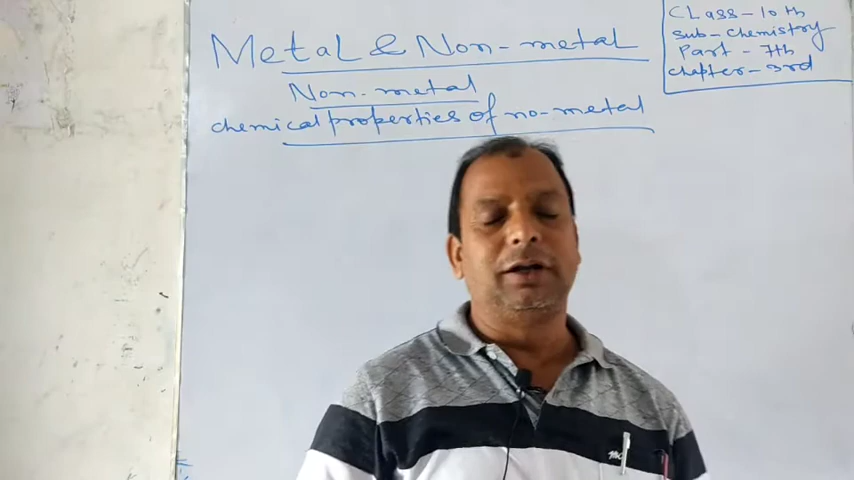 Metal & Non-metal
Non-metal
chemical properties of no-metal
CLass-10th
sub-Chemistry
Part-7th
chapter-3rd